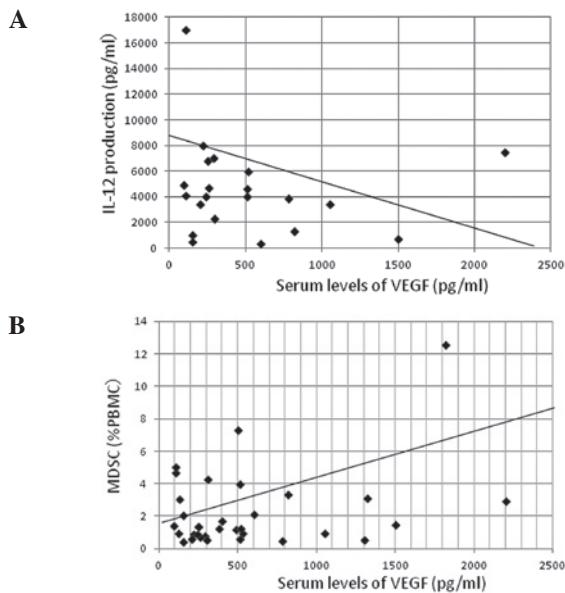 A
IL-12 production (pg/ml)
18000
16000
14000
12000
10000
8000
6000
4000
2000
0
0 500 1000 1500 2000 2500
Serum levels of VEGF (pg/ml)
B
MDSC (%PBMC)
14
12
10
8
6
4
2
0
0 500 1000 1500 2000 2500
Serum levels of VEGF (pg/ml)